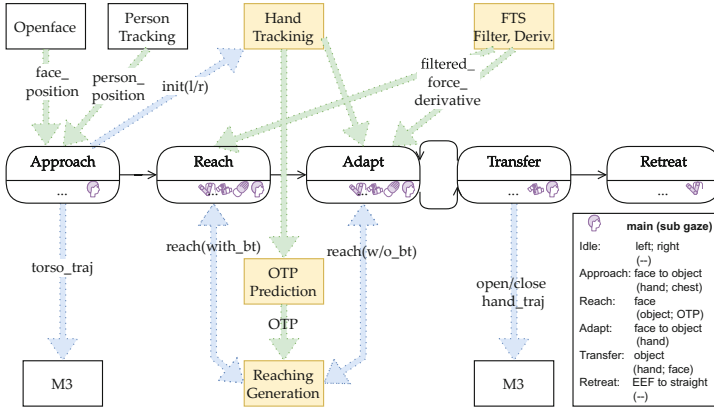 Openface
Person
Tracking
Hand
Trackinig
FTS
Filter, Deriv.
face_
position
person_
position
init(l/r)
filtered_
force_
derivative
Approach
...
Reach
...
Adapt
...
Transfer
...
Retreat
...
torso_traj
reach(with_bt)
OTP
Prediction
OTP
reach(w/o_bt)
open/close
hand_traj
M3
Reaching
Generation
M3
main (sub gaze)
Idle: left; right
(--)
Approach: face to object
(hand; chest)
Reach: face
(object; OTP)
Adapt: face to object
(hand)
Transfer: object
(hand; face)
Retreat: EEF to straight
(--)